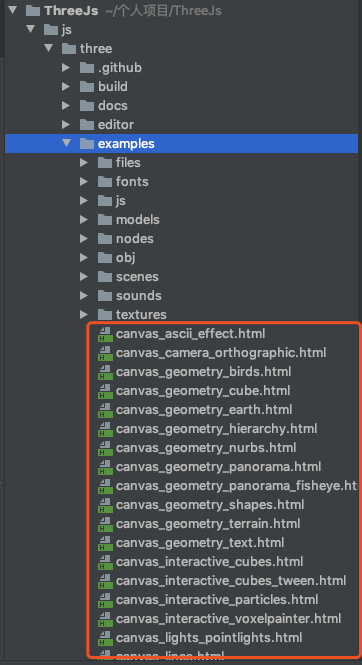 ThreeJs ~/个人项目/ThreeJs
js
three
.github
build
docs
editor
examples
files
fonts
js
models
nodes
obj
scenes
sounds
textures
canvas_ascii_effect.html
canvas_camera_orthographic.html
canvas_geometry_birds.html
canvas_geometry_cube.html
canvas_geometry_earth.html
canvas_geometry_hierarchy.html
canvas_geometry_nurbs.html
canvas_geometry_panorama.html
canvas_geometry_panorama_fisheye.ht
canvas_geometry_shapes.html
canvas_geometry_terrain.html
canvas_geometry_text.html
canvas_interactive_cubes.html
canvas_interactive_cubes_tween.html
canvas_interactive_particles.html
canvas_interactive_voxelpainter.html
canvas_lights_pointlights.html
canvas_lines.html